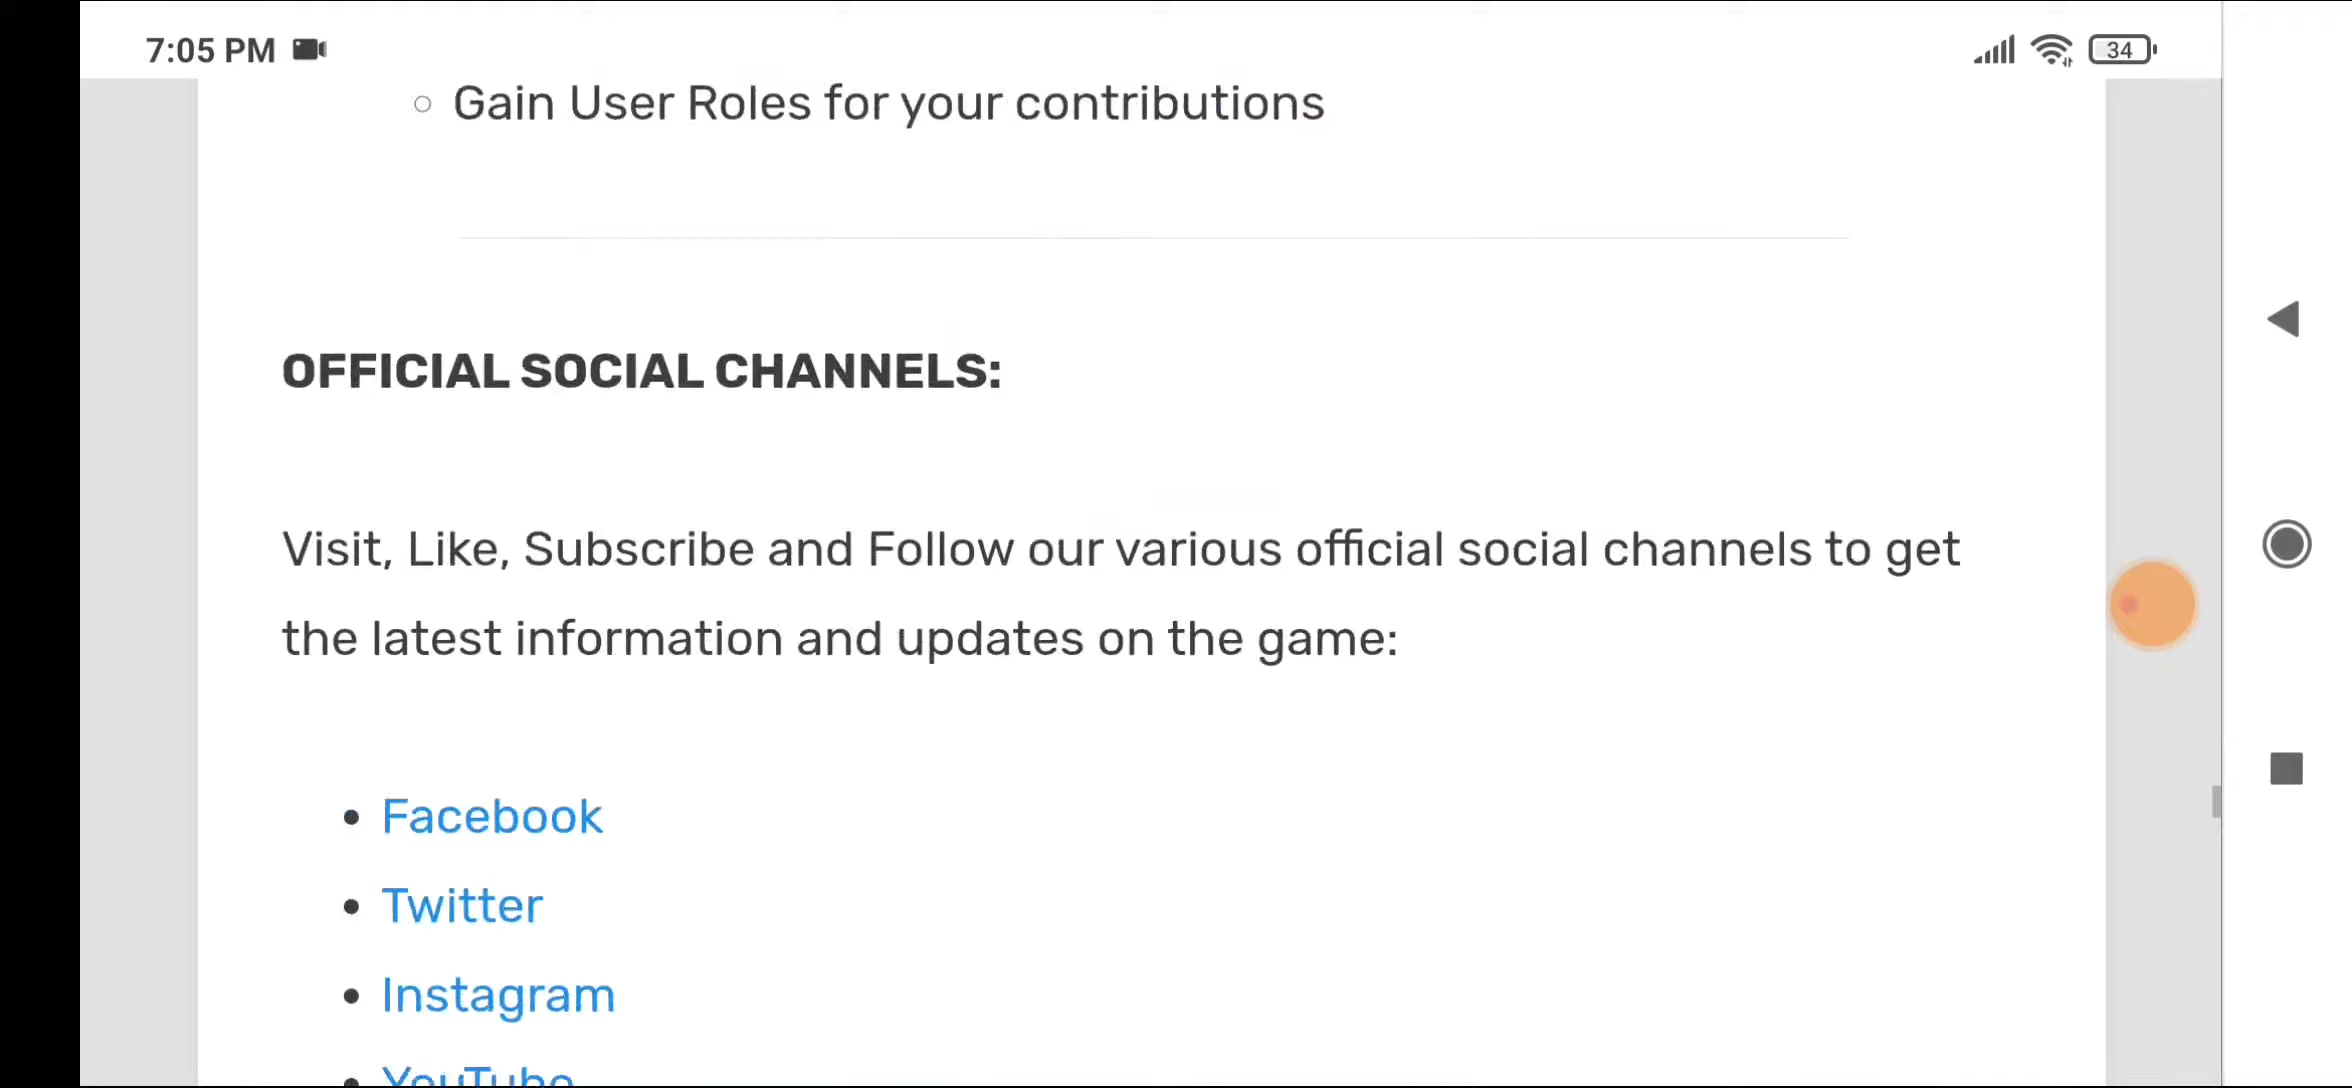 7:05 PM
34
Gain User Roles for your contributions
OFFICIAL SOCIAL CHANNELS:
Visit, Like, Subscribe and Follow our various official social channels to get
the latest information and updates on the game:
Facebook
Twitter
Instagram
YouTube